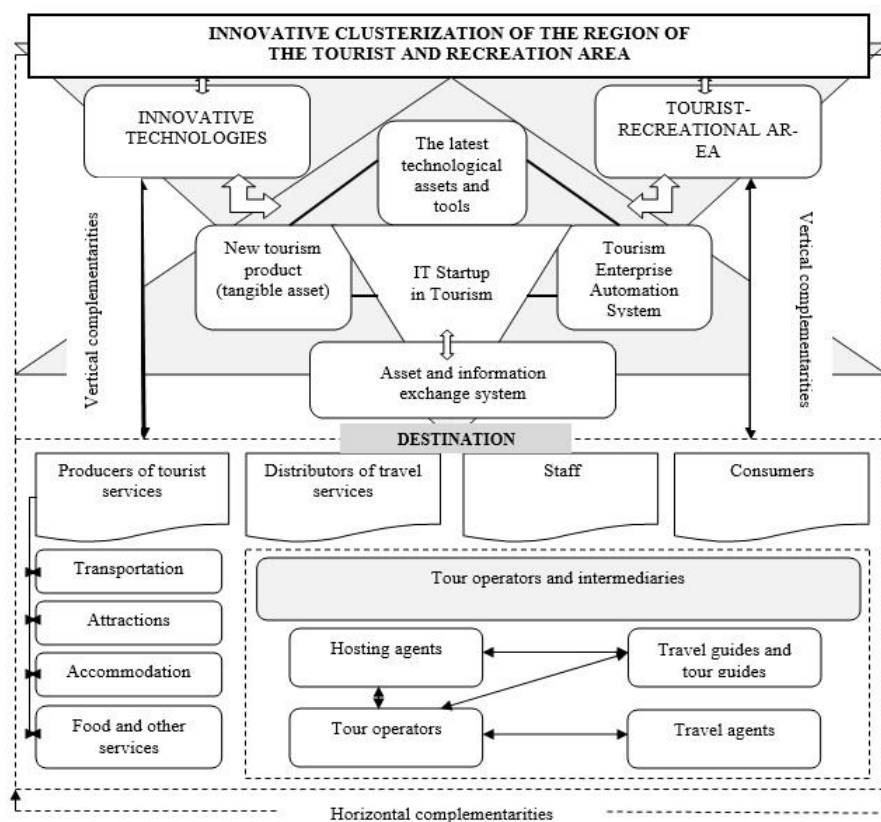 INNOVATIVE CLUSTERIZATION OF THE REGION OF
THE TOURIST AND RECREATION AREA
INNOVATIVE
TECHNOLOGIES
TOURIST-
RECREATIONAL AR-
EA
The latest
technological
assets and
tools
New tourism
product
(tangible asset)
IT Startup
in Tourism
Tourism
Enterprise
Automation
System
Vertical complementarities
Vertical complementarities
Asset and information
exchange system
DESTINATION
Producers of tourist
services
Distributors of travel
services
Staff
Consumers
Transportation
Attractions
Accommodation
Food and other
services
Tour operators and intermediaries
Hosting agents
Travel guides and
tour guides
Tour operators
Travel agents
Horizontal complementarities